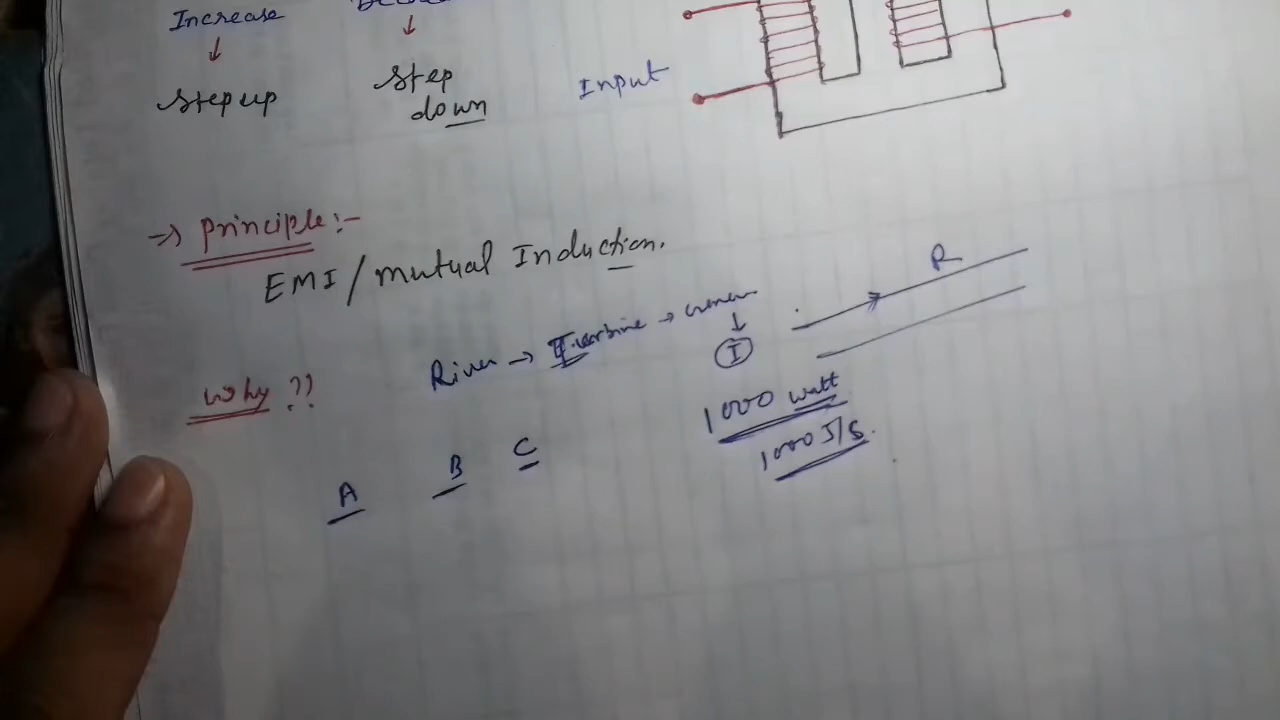 Increase
Step up
Step
down
Input
→ Principle:-
EMI / Mutual Induction.
R
River → Turbine →
I
Why ??
1000 watt
1000 J/S.
A B C